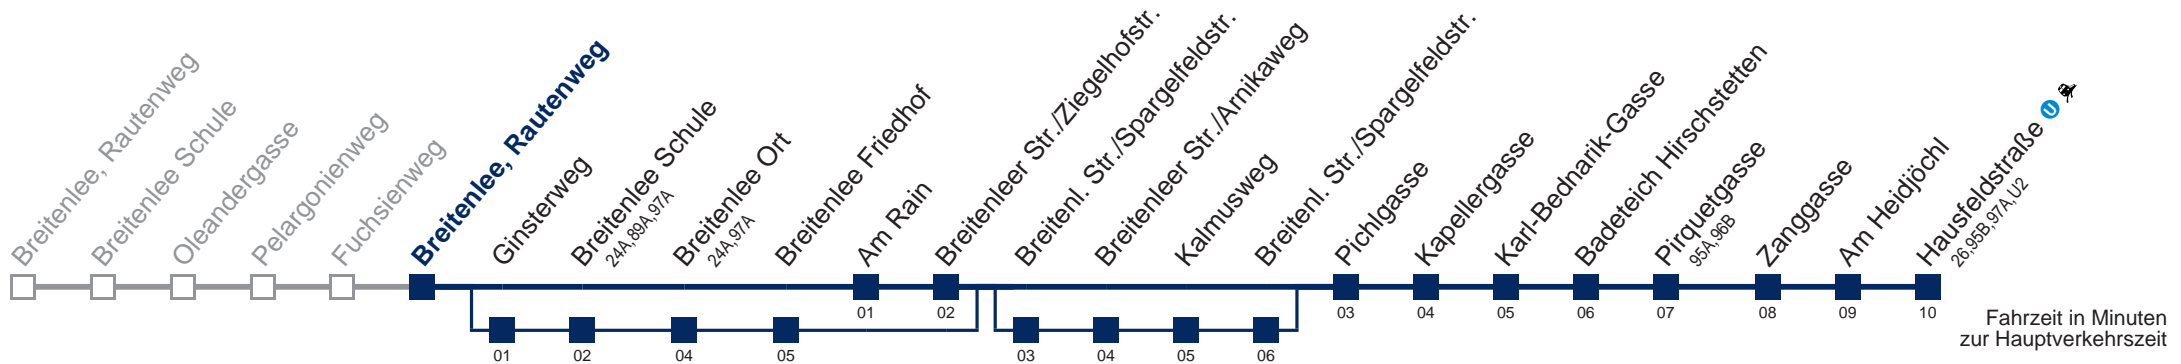 Breitenlee, Rautenweg
Breitenlee Schule
Oleandergasse
Pelargonienweg
Fuchsienweg
Breitenlee, Rautenweg
Ginsterweg
Breitenlee Schule
24A,89A,97A
Breitenlee Ort
24A,97A
Breitenlee Friedhof
Am Rain
Breitenleer Str./Ziegelhofstr.
Breitenl. Str./Spargelfeldstr.
Breitenleer Str./Arnikaweg
Kalmusweg
Breitenl. Str./Spargelfeldstr.
Pichlgasse
Kapellergasse
Karl-Bednarik-Gasse
Badeteich Hirschstetten
Pirquetgasse
95A,96B
Zanggasse
Am Heidjöchl
Hausfeldstraße U
26,95B,97A,U2
01 02 03 04 05 06 07 08 09 10
01 02 04 05 03 04 05 06
Fahrzeit in Minuten
zur Hauptverkehrszeit